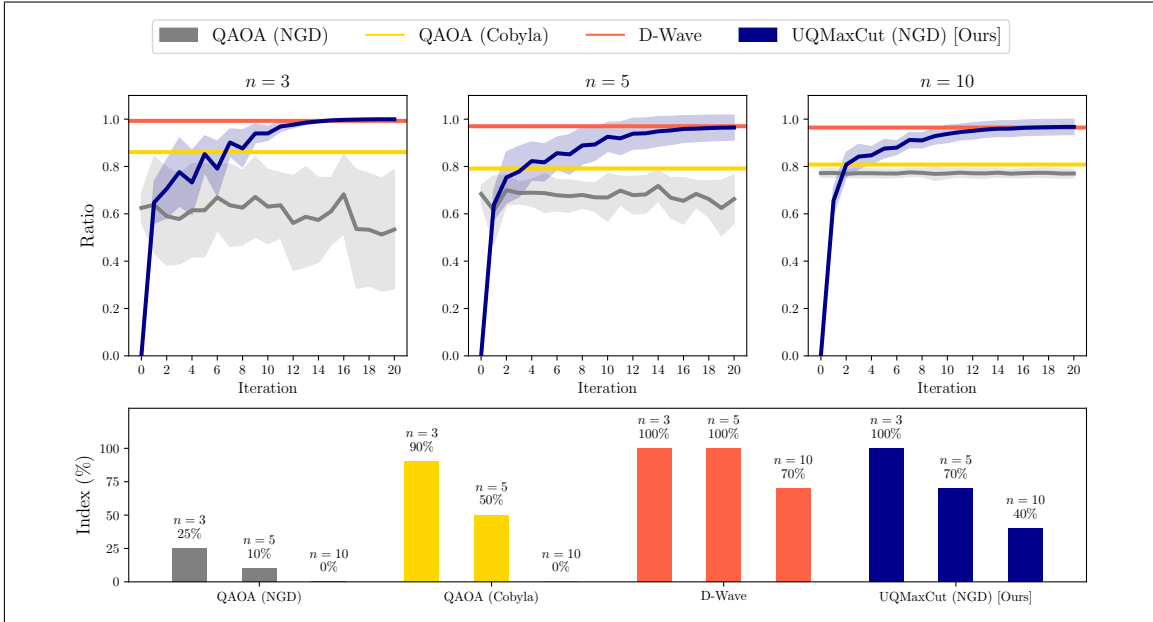 QAOA (NGD) QAOA (Cobyla) D-Wave UQMaxCut (NGD) [Ours]
n = 3 n = 5 n = 10
Ratio
1.0 1.0 1.0
0.8 0.8 0.8
0.6 0.6 0.6
0.4 0.4 0.4
0.2 0.2 0.2
0.0 0.0 0.0
0 2 4 6 8 10 12 14 16 18 20 0 2 4 6 8 10 12 14 16 18 20 0 2 4 6 8 10 12 14 16 18 20
Iteration Iteration Iteration
Index (%)
100
75
50
25
0
n = 3
25%
n = 5
10%
n = 10
0%
n = 3
90%
n = 5
50%
n = 10
0%
n = 3
100%
n = 5
100%
n = 10
70%
n = 3
100%
n = 5
70%
n = 10
40%
QAOA (NGD) QAOA (Cobyla) D-Wave UQMaxCut (NGD) [Ours]